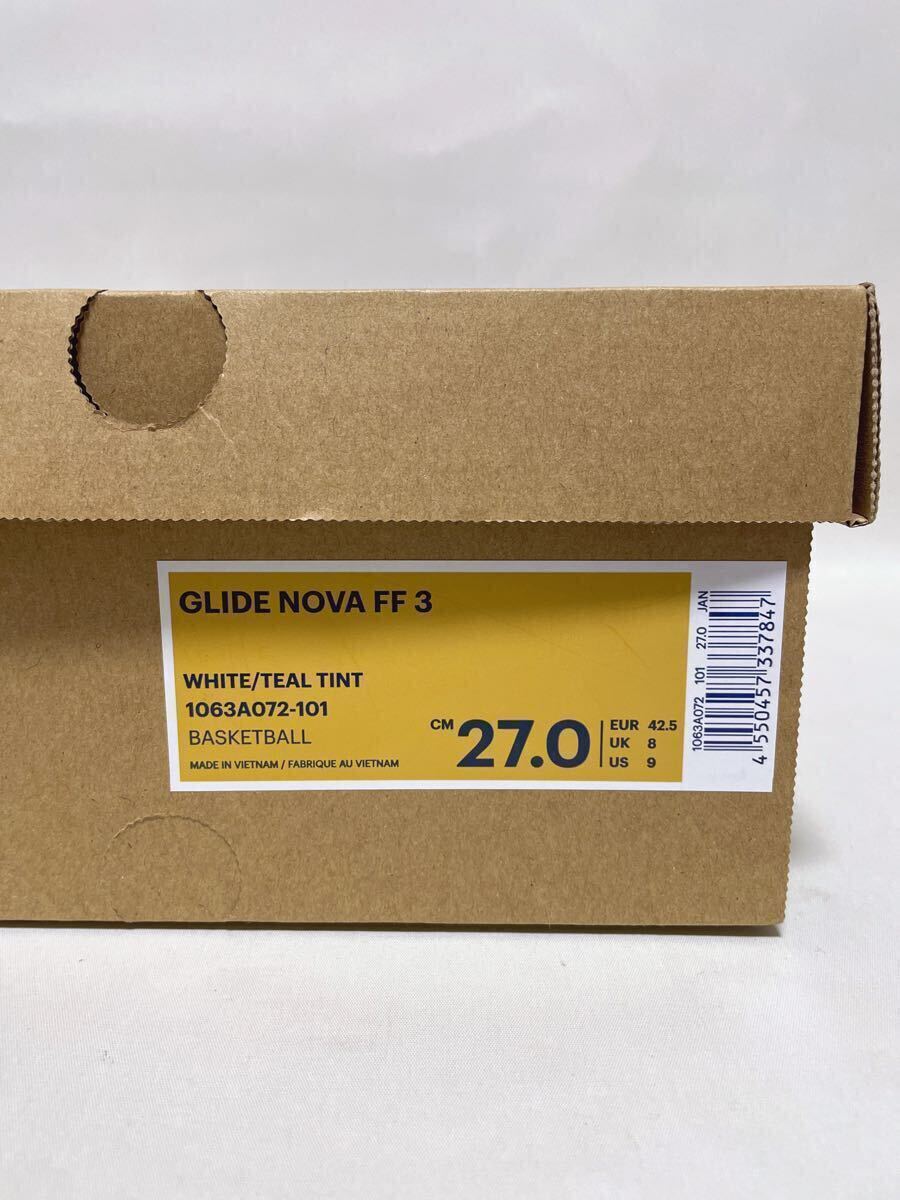 GLIDE NOVA FF 3
WHITE/TEAL TINT
1063A072-101
BASKETBALL
MADE IN VIETNAM / FABRIQUE AU VIETNAM
CM 27.0
EUR 42.5
UK 8
US 9
1063A072 101 27.0 JAN
4 550457 337847